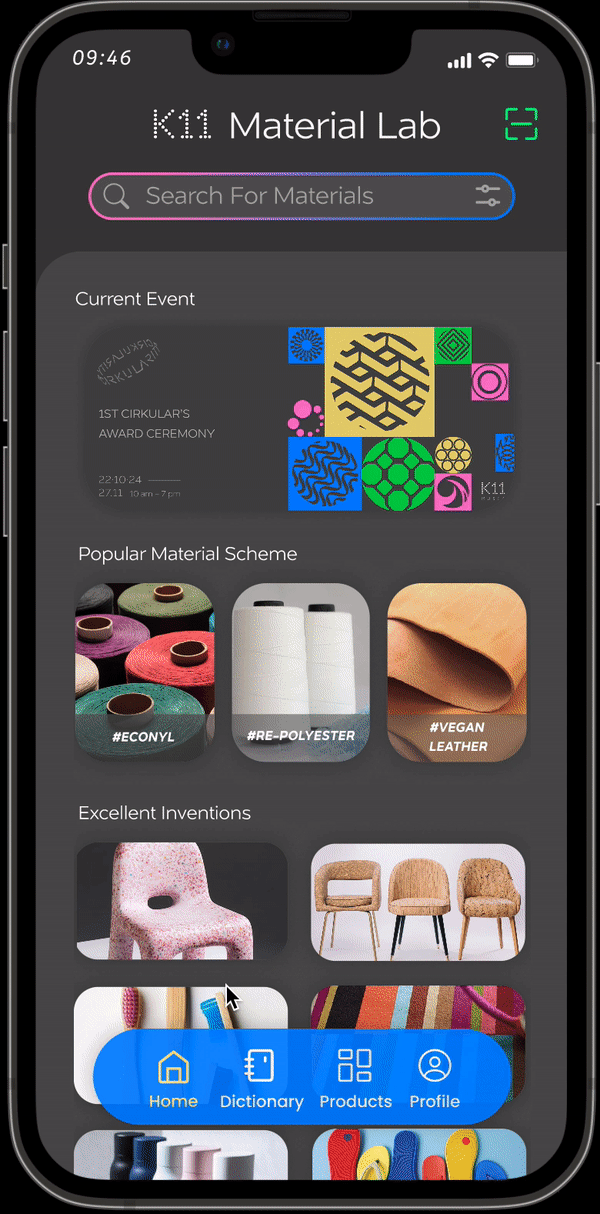 09:46
K11 Material Lab
Search For Materials
Current Event
1ST CIRKULAR'S
AWARD CEREMONY
22·10·24
27.11 10 am – 7 pm
K11
Popular Material Scheme
#ECONYL
#RE-POLYESTER
#VEGAN
LEATHER
Excellent Inventions
Home
Dictionary
Products
Profile